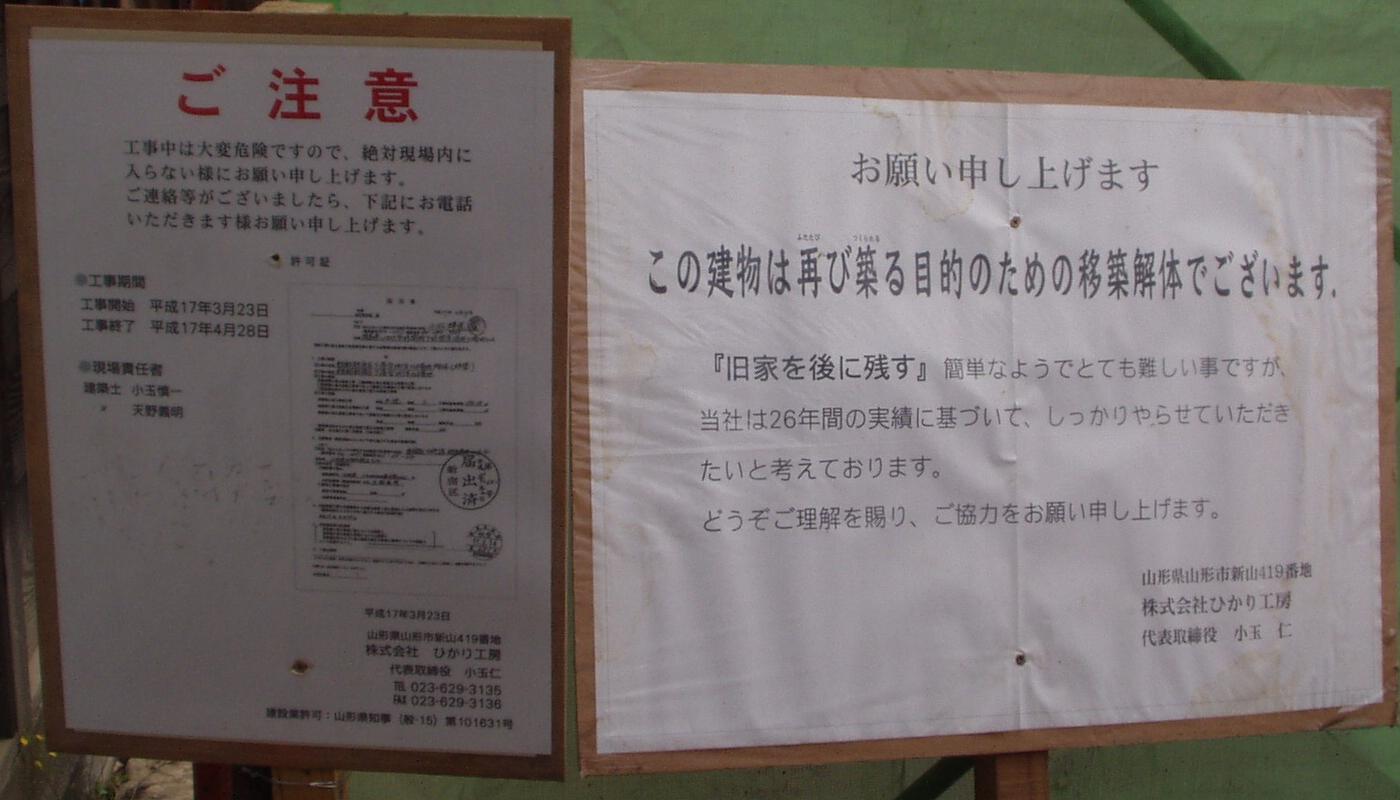 ご注意
工事中は大変危険ですので、絶対現場内に
入らない様にお願い申し上げます。
ご連絡等がございましたら、下記にお電話
いただきます様お願い申し上げます。
許可証
●工事期間
工事開始 平成17年3月23日
工事終了 平成17年4月28日
●現場責任者
建築士 小玉慎一
〃 天野義明
届出済
新宿区
平成17年3月23日
山形県山形市新山419番地
株式会社 ひかり工房
代表取締役 小玉仁
TEL 023-629-3135
FAX 023-629-3136
建設業許可：山形県知事（般-15）第101631号
お願い申し上げます
ふたたび つくられる
この建物は再び築る目的のための移築解体でございます.
『旧家を後に残す』簡単なようでとても難しい事ですが、
当社は26年間の実績に基づいて、しっかりやらせていただき
たいと考えております。
どうぞご理解を賜り、ご協力をお願い申し上げます。
山形県山形市新山419番地
株式会社ひかり工房
代表取締役 小玉 仁